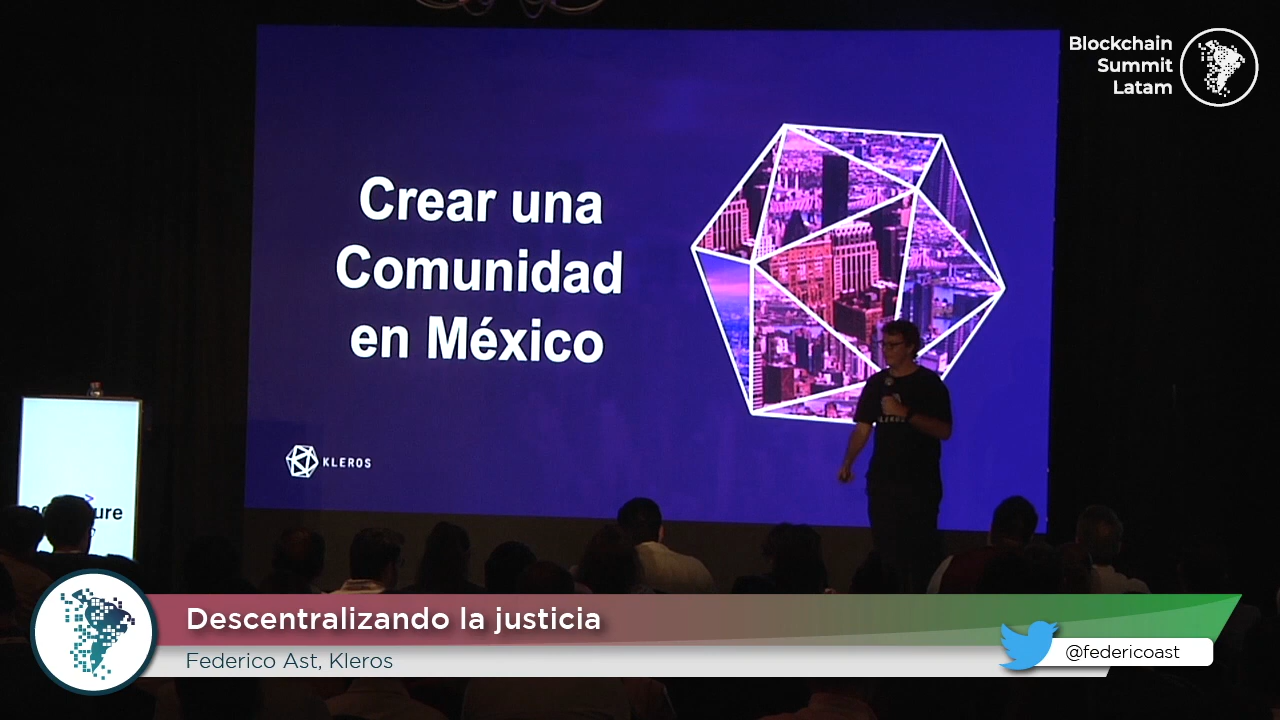 Blockchain
Summit
Latam
Crear una
Comunidad
en México
KLEROS
Descentralizando la justicia
Federico Ast, Kleros
@federicoast